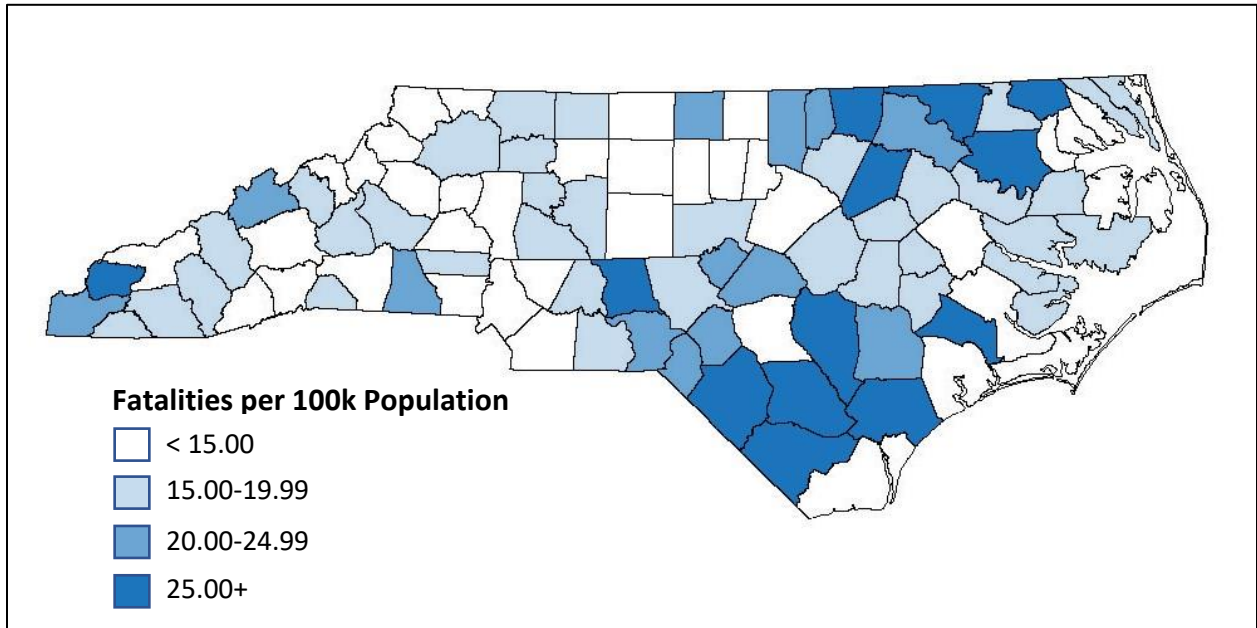 Fatalities per 100k Population
< 15.00
15.00-19.99
20.00-24.99
25.00+